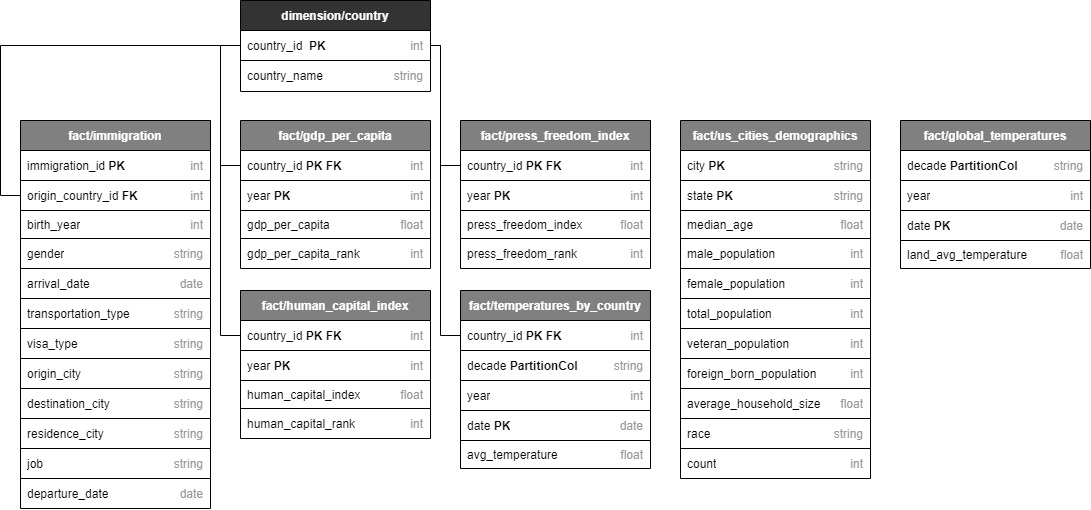 dimension/country
country_id PK int
country_name string
fact/immigration
immigration_id PK int
origin_country_id FK int
birth_year int
gender string
arrival_date date
transportation_type string
visa_type string
origin_city string
destination_city string
residence_city string
job string
departure_date date
fact/gdp_per_capita
country_id PK FK int
year PK int
gdp_per_capita float
gdp_per_capita_rank int
fact/human_capital_index
country_id PK FK int
year PK int
human_capital_index float
human_capital_rank int
fact/press_freedom_index
country_id PK FK int
year PK int
press_freedom_index float
press_freedom_rank int
fact/temperatures_by_country
country_id PK FK int
decade PartitionCol string
year int
date PK date
avg_temperature float
fact/us_cities_demographics
city PK string
state PK string
median_age float
male_population int
female_population int
total_population int
veteran_population int
foreign_born_population int
average_household_size float
race string
count int
fact/global_temperatures
decade PartitionCol string
year int
date PK date
land_avg_temperature float